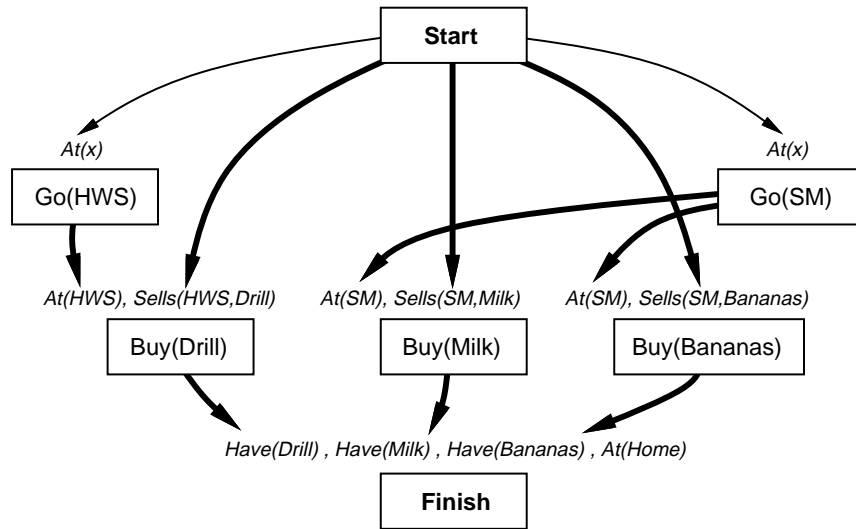 Start
At(x) At(x)
Go(HWS) Go(SM)
At(HWS), Sells(HWS,Drill) At(SM), Sells(SM,Milk) At(SM), Sells(SM,Bananas)
Buy(Drill) Buy(Milk) Buy(Bananas)
Have(Drill) , Have(Milk) , Have(Bananas) , At(Home)
Finish